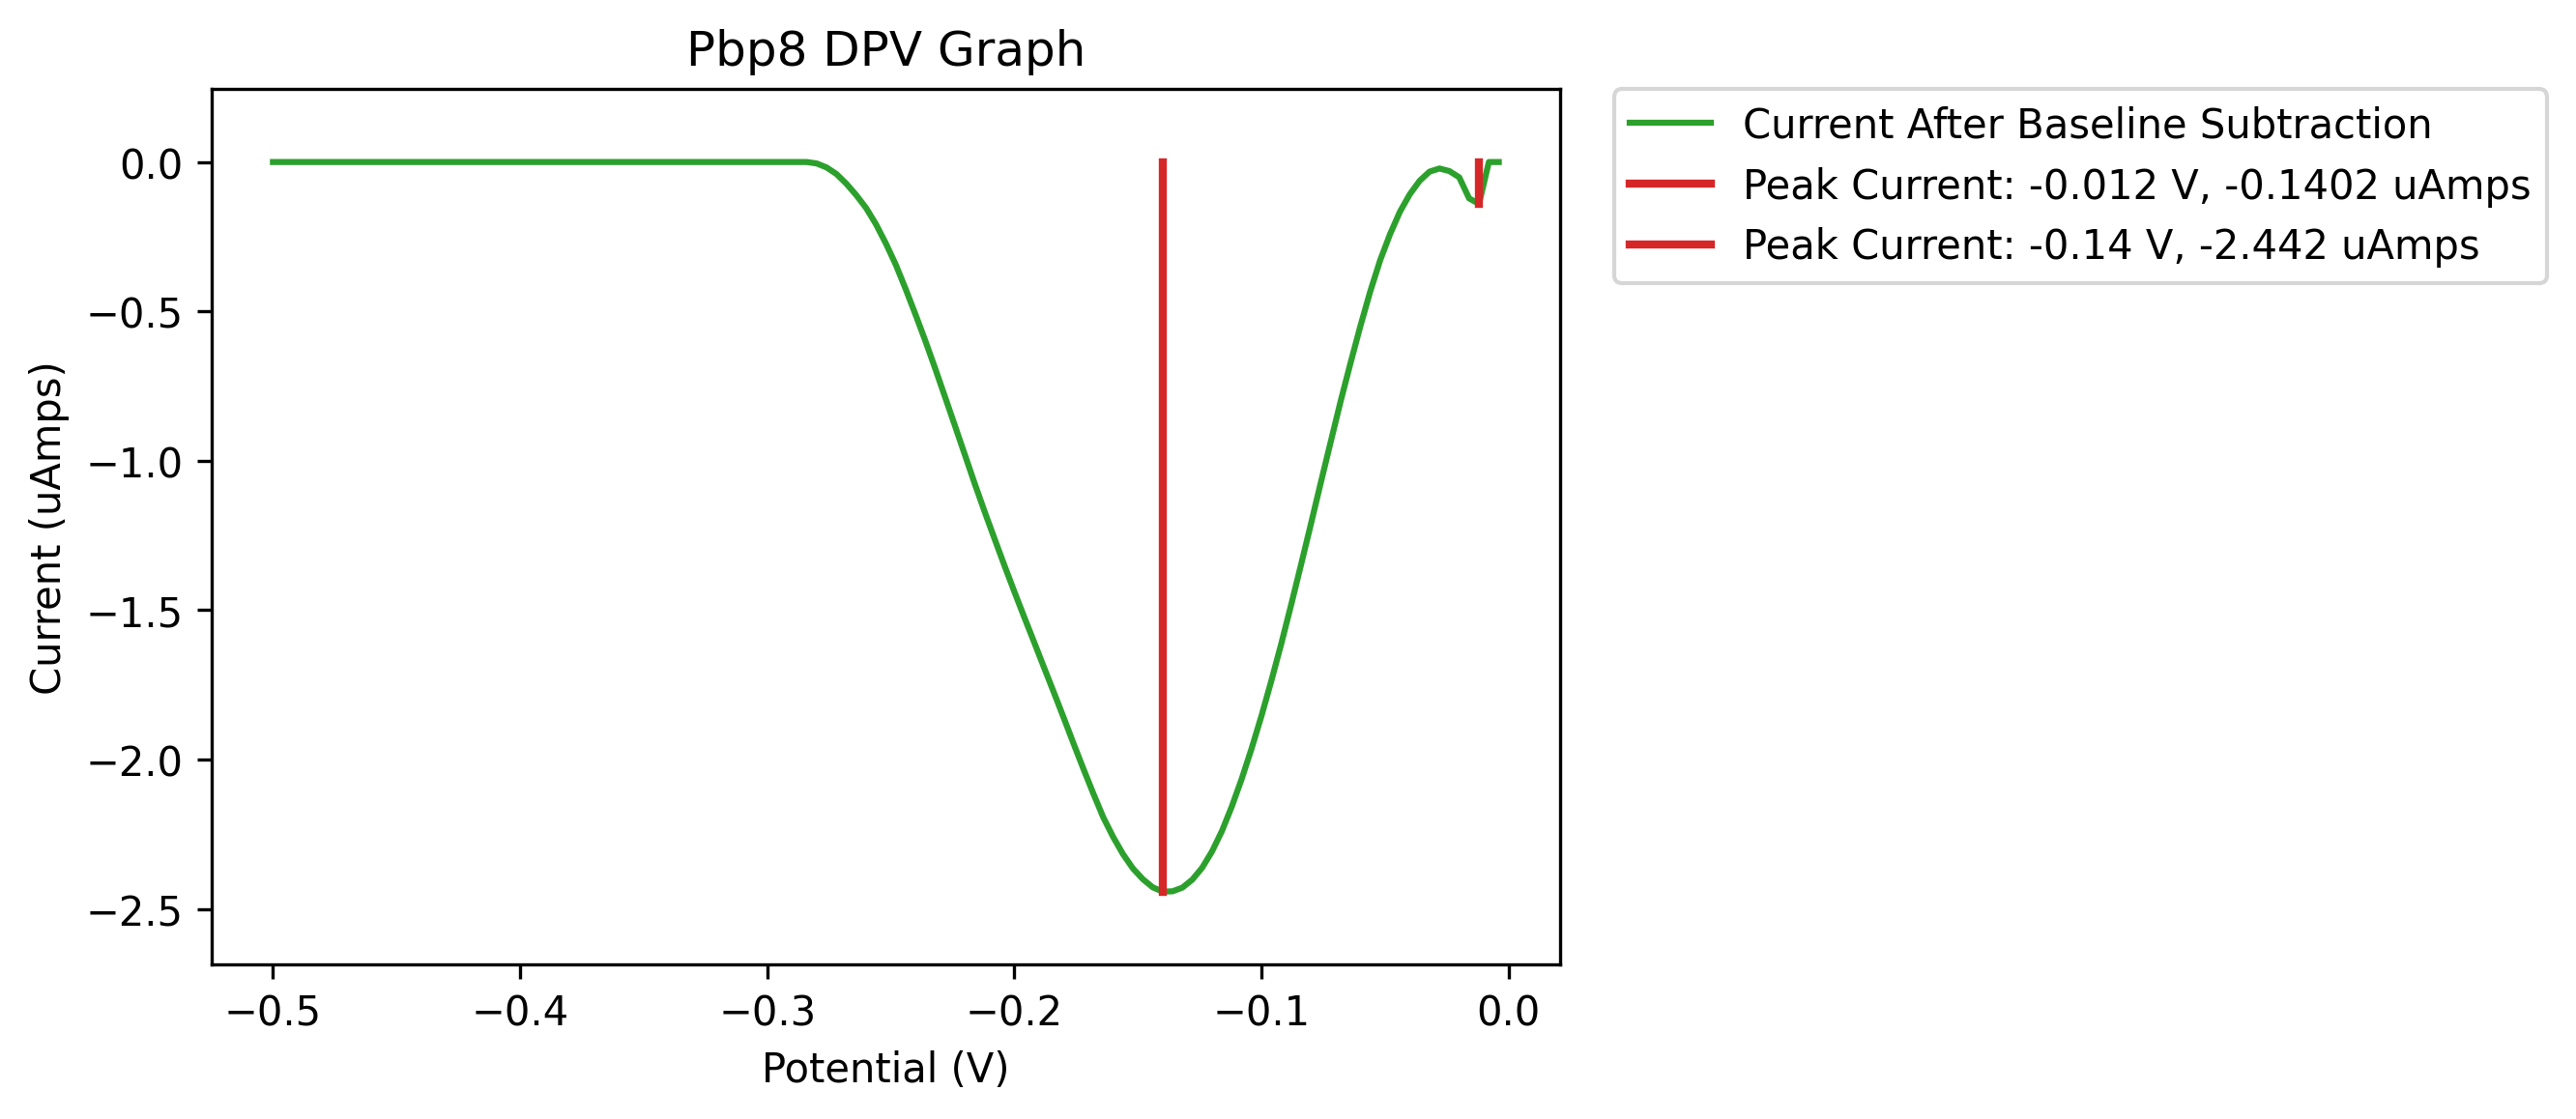 Pbp8 DPV Graph
Current After Baseline Subtraction
Peak Current: -0.012 V, -0.1402 uAmps
Peak Current: -0.14 V, -2.442 uAmps
0.0
−0.5
−1.0
−1.5
−2.0
−2.5
Current (uAmps)
−0.5 −0.4 −0.3 −0.2 −0.1 0.0
Potential (V)